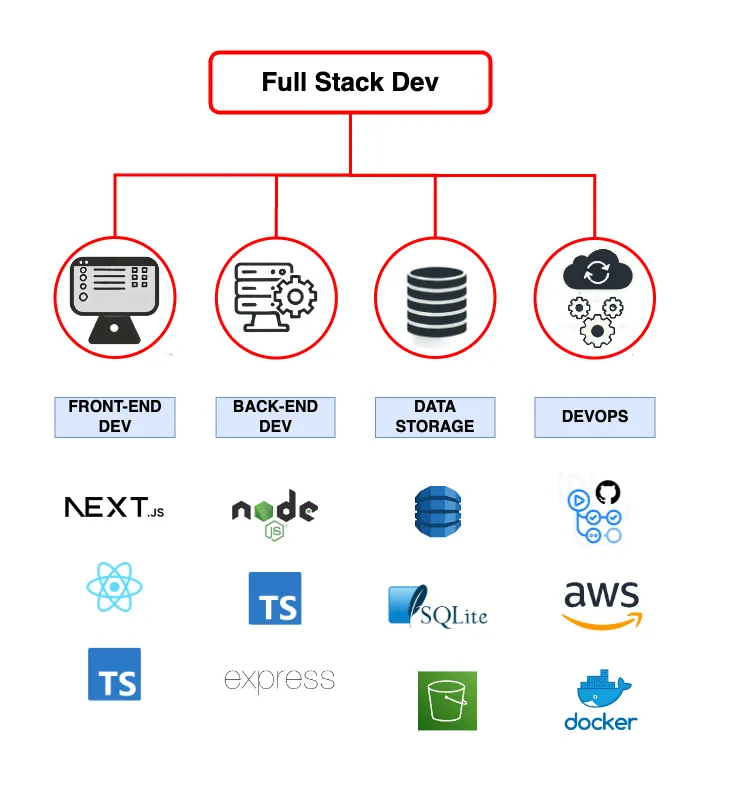 Full Stack Dev
FRONT-END
DEV
BACK-END
DEV
DATA
STORAGE
DEVOPS
NEXT.JS
node
JS
TS
SQLite
aws
TS
express
docker